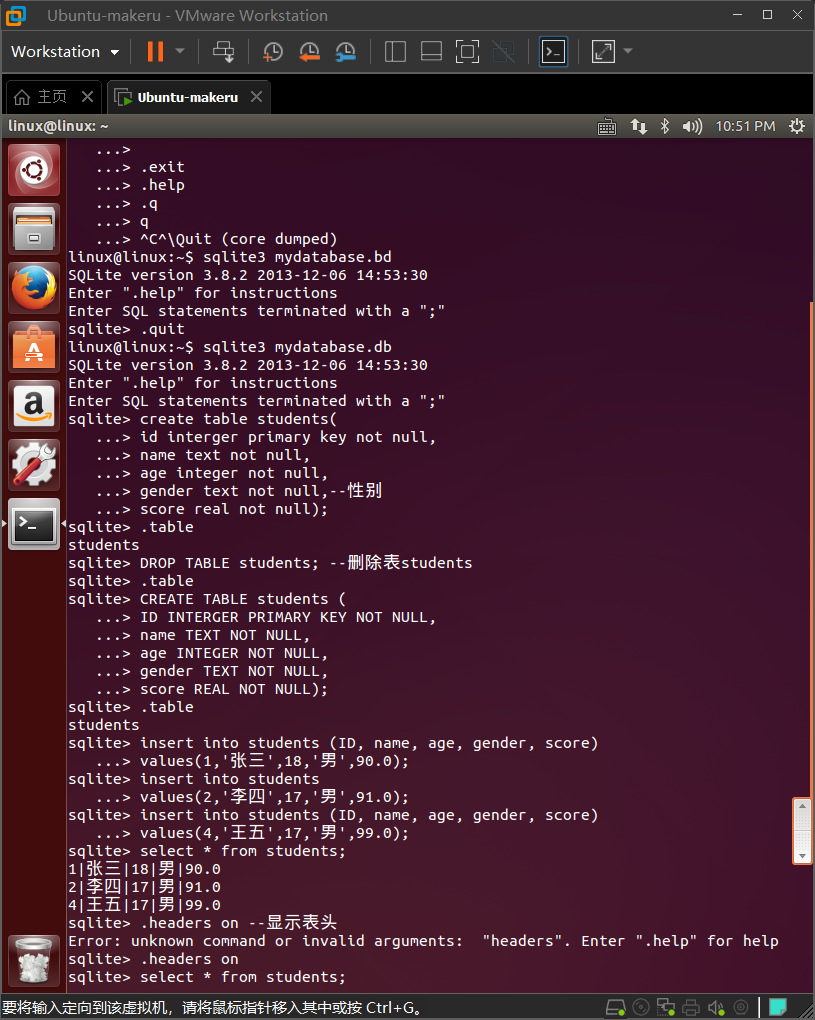 Ubuntu-makeru - VMware Workstation
Workstation
主页
Ubuntu-makeru
linux@linux: ~
10:51 PM
...>
...> .exit
...> .help
...> .q
...> q
...> ^C^\Quit (core dumped)
linux@linux:~$ sqlite3 mydatabase.bd
SQLite version 3.8.2 2013-12-06 14:53:30
Enter ".help" for instructions
Enter SQL statements terminated with a ";"
sqlite> .quit
linux@linux:~$ sqlite3 mydatabase.db
SQLite version 3.8.2 2013-12-06 14:53:30
Enter ".help" for instructions
Enter SQL statements terminated with a ";"
sqlite> create table students(
...> id interger primary key not null,
...> name text not null,
...> age integer not null,
...> gender text not null,--性别
...> score real not null);
sqlite> .table
students
sqlite> DROP TABLE students; --删除表students
sqlite> .table
sqlite> CREATE TABLE students (
...> ID INTERGER PRIMARY KEY NOT NULL,
...> name TEXT NOT NULL,
...> age INTEGER NOT NULL,
...> gender TEXT NOT NULL,
...> score REAL NOT NULL);
sqlite> .table
students
sqlite> insert into students (ID, name, age, gender, score)
...> values(1,'张三',18,'男',90.0);
sqlite> insert into students
...> values(2,'李四',17,'男',91.0);
sqlite> insert into students (ID, name, age, gender, score)
...> values(4,'王五',17,'男',99.0);
sqlite> select * from students;
1|张三|18|男|90.0
2|李四|17|男|91.0
4|王五|17|男|99.0
sqlite> .headers on --显示表头
Error: unknown command or invalid arguments:  "headers". Enter ".help" for help
sqlite> .headers on
sqlite> select * from students;
要将输入定向到该虚拟机，请将鼠标指针移入其中或按 Ctrl+G。